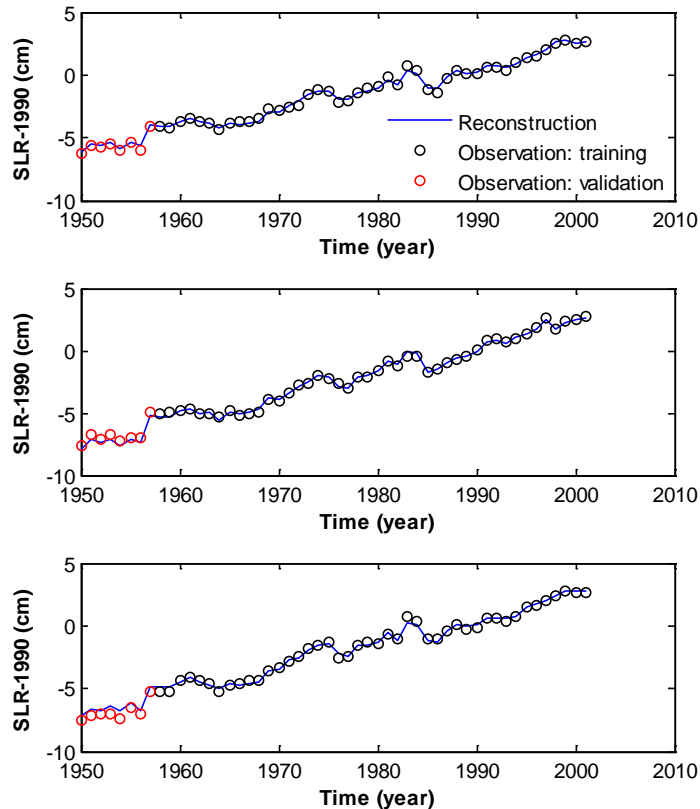 5
0
-5
-10
SLR-1990 (cm)
Reconstruction
Observation: training
Observation: validation
1950 1960 1970 1980 1990 2000 2010
Time (year)
5
0
-5
-10
SLR-1990 (cm)
1950 1960 1970 1980 1990 2000 2010
Time (year)
5
0
-5
-10
SLR-1990 (cm)
1950 1960 1970 1980 1990 2000 2010
Time (year)